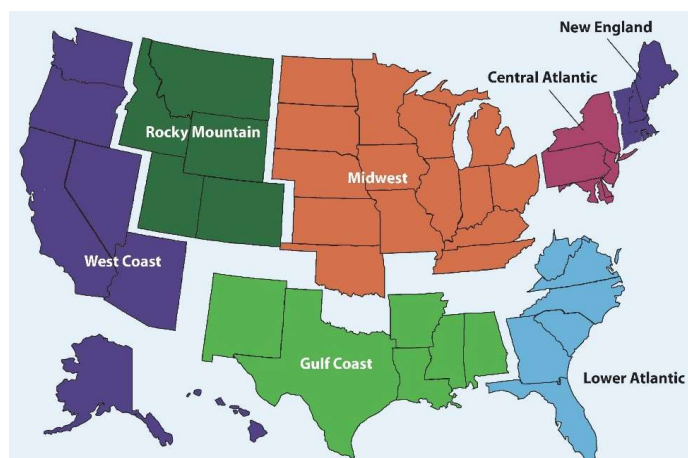 New England
Central Atlantic
Rocky Mountain
Midwest
West Coast
Gulf Coast
Lower Atlantic